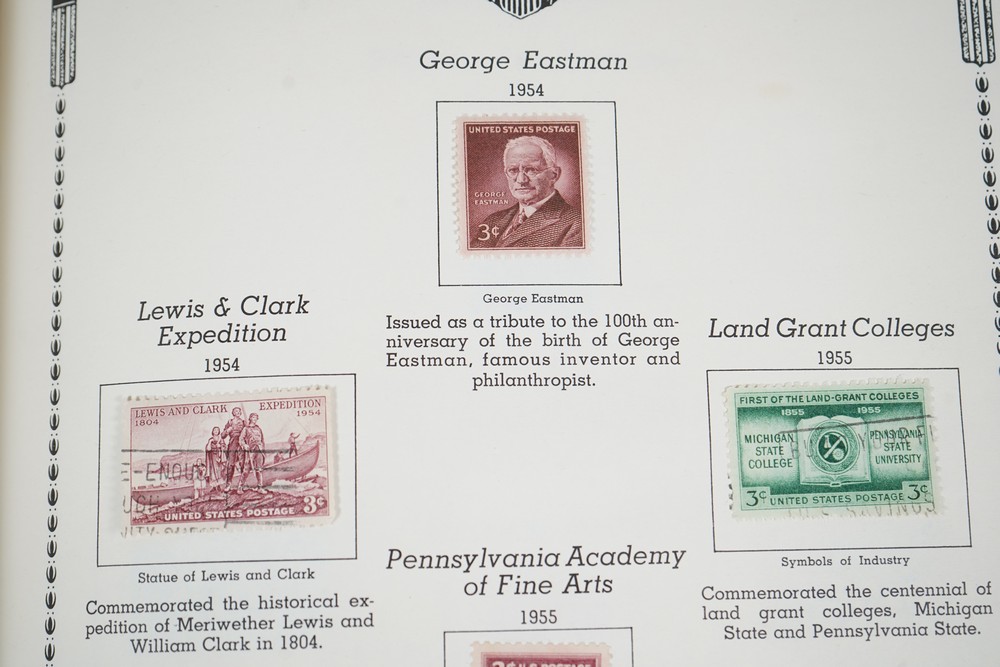 George Eastman
1954
UNITED STATES POSTAGE
GEORGE
EASTMAN
3¢
George Eastman
Issued as a tribute to the 100th an-
niversary of the birth of George
Eastman, famous inventor and
philanthropist.
Lewis & Clark
Expedition
1954
LEWIS AND CLARK EXPEDITION
1804 1954
UNITED STATES POSTAGE 3¢
Statue of Lewis and Clark
Commemorated the historical ex-
pedition of Meriwether Lewis and
William Clark in 1804.
Land Grant Colleges
1955
FIRST OF THE LAND-GRANT COLLEGES
1855 1955
MICHIGAN
STATE
COLLEGE
PENNSYLVANIA
STATE
UNIVERSITY
3¢ UNITED STATES POSTAGE 3¢
Symbols of Industry
Commemorated the centennial of
land grant colleges, Michigan
State and Pennsylvania State.
Pennsylvania Academy
of Fine Arts
1955
3¢ U.S. POSTAGE